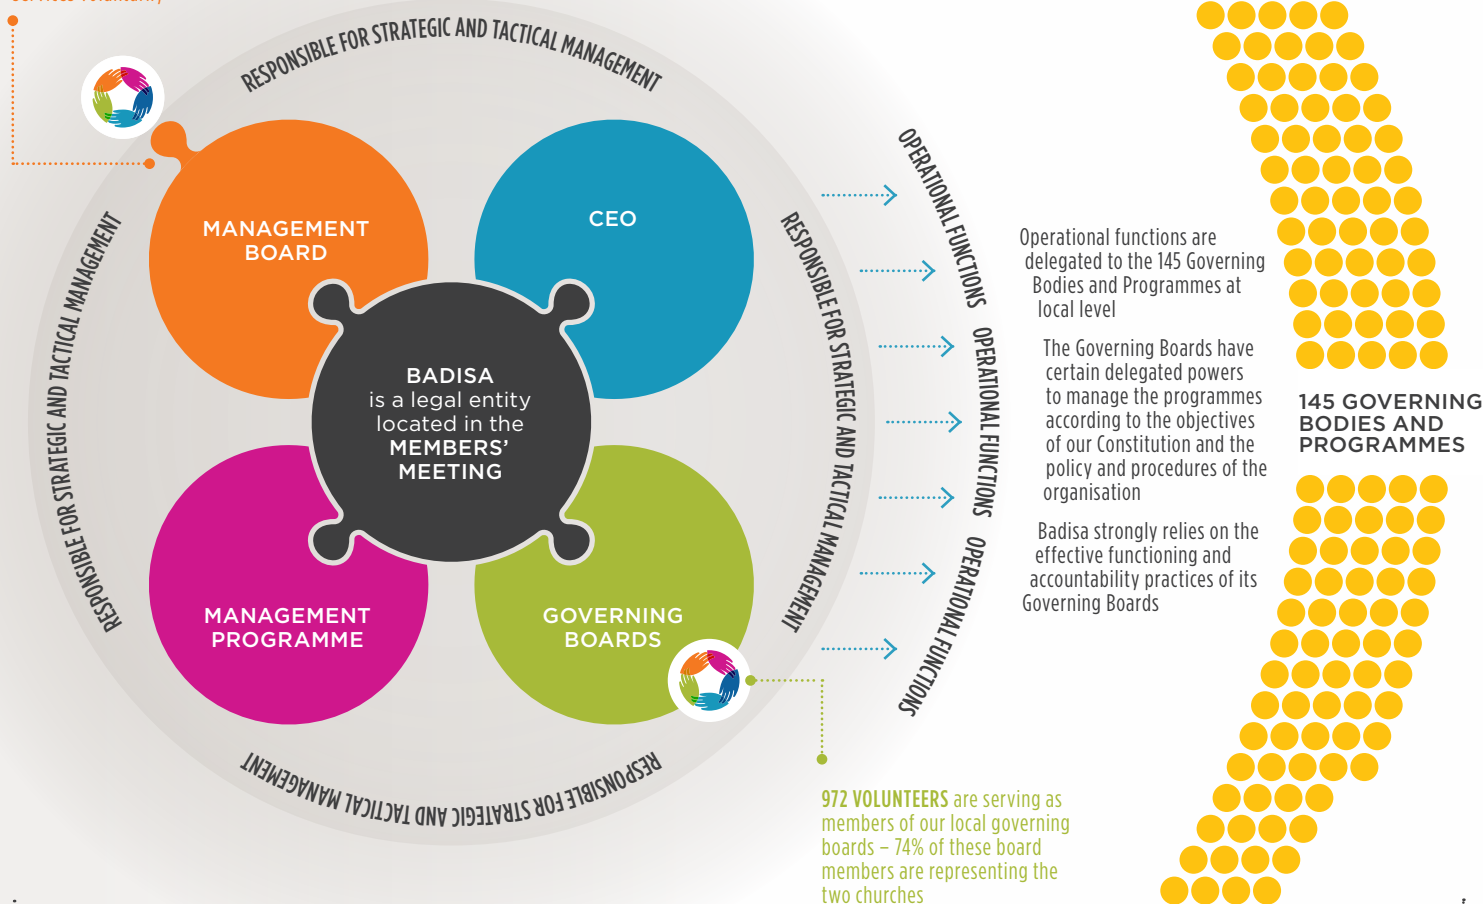 RESPONSIBLE FOR STRATEGIC AND TACTICAL MANAGEMENT
RESPONSIBLE FOR STRATEGIC AND TACTICAL MANAGEMENT
RESPONSIBLE FOR STRATEGIC AND TACTICAL MANAGEMENT
RESPONSIBLE FOR STRATEGIC AND TACTICAL MANAGEMENT
MANAGEMENT
BOARD
CEO
BADISA
is a legal entity
located in the
MEMBERS’
MEETING
MANAGEMENT
PROGRAMME
GOVERNING
BOARDS
OPERATIONAL FUNCTIONS
OPERATIONAL FUNCTIONS
OPERATIONAL FUNCTIONS
Operational functions are
delegated to the 145 Governing
Bodies and Programmes at
local level
The Governing Boards have
certain delegated powers
to manage the programmes
according to the objectives
of our Constitution and the
policy and procedures of the
organisation
Badisa strongly relies on the
effective functioning and
accountability practices of its
Governing Boards
145 GOVERNING
BODIES AND
PROGRAMMES
972 VOLUNTEERS are serving as
members of our local governing
boards – 74% of these board
members are representing the
two churches